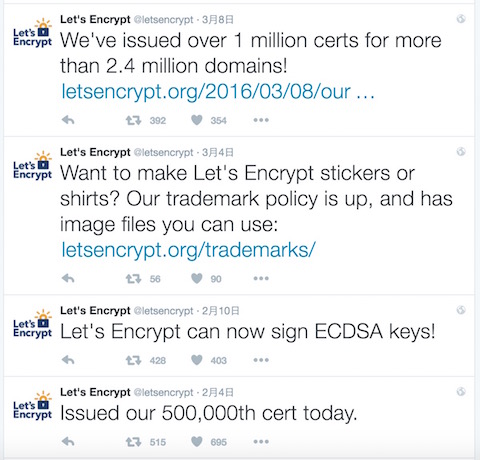 Let's Encrypt @letsencrypt · 3月8日
Let's Encrypt
We've issued over 1 million certs for more
than 2.4 million domains!
letsencrypt.org/2016/03/08/our ...
392 354
Let's Encrypt @letsencrypt · 3月4日
Let's Encrypt
Want to make Let's Encrypt stickers or
shirts? Our trademark policy is up, and has
image files you can use:
letsencrypt.org/trademarks/
56 90
Let's Encrypt @letsencrypt · 2月10日
Let's Encrypt
Let's Encrypt can now sign ECDSA keys!
428 403
Let's Encrypt @letsencrypt · 2月4日
Let's Encrypt
Issued our 500,000th cert today.
515 695